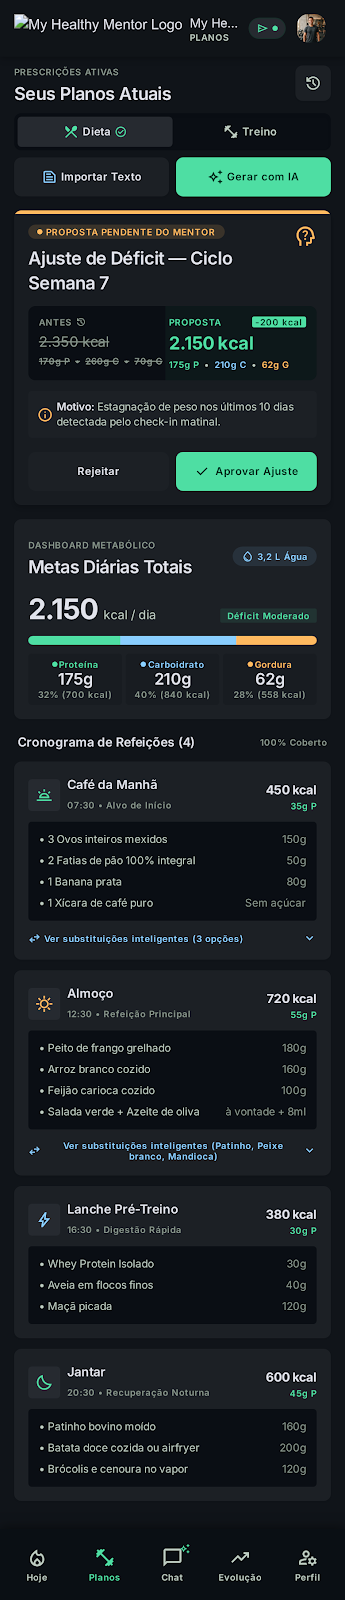 My Healthy Mentor Logo
My He...
PLANOS
PRESCRIÇÕES ATIVAS
Seus Planos Atuais
Dieta
Treino
Importar Texto
Gerar com IA
PROPOSTA PENDENTE DO MENTOR
Ajuste de Déficit — Ciclo
Semana 7
ANTES
2.350 kcal
170g P • 260g C • 70g G
PROPOSTA
-200 kcal
2.150 kcal
175g P • 210g C • 62g G
Motivo: Estagnação de peso nos últimos 10 dias
detectada pelo check-in matinal.
Rejeitar
Aprovar Ajuste
DASHBOARD METABÓLICO
Metas Diárias Totais
3,2 L Água
2.150 kcal / dia
Déficit Moderado
Proteína
175g
32% (700 kcal)
Carboidrato
210g
40% (840 kcal)
Gordura
62g
28% (558 kcal)
Cronograma de Refeições (4)
100% Coberto
Café da Manhã
07:30 • Alvo de Início
450 kcal
35g P
• 3 Ovos inteiros mexidos 150g
• 2 Fatias de pão 100% integral 50g
• 1 Banana prata 80g
• 1 Xícara de café puro Sem açúcar
Ver substituições inteligentes (3 opções)
Almoço
12:30 • Refeição Principal
720 kcal
55g P
• Peito de frango grelhado 180g
• Arroz branco cozido 160g
• Feijão carioca cozido 100g
• Salada verde + Azeite de oliva à vontade + 8ml
Ver substituições inteligentes (Patinho, Peixe
branco, Mandioca)
Lanche Pré-Treino
16:30 • Digestão Rápida
380 kcal
30g P
• Whey Protein Isolado 30g
• Aveia em flocos finos 40g
• Maçã picada 120g
Jantar
20:30 • Recuperação Noturna
600 kcal
45g P
• Patinho bovino moído 160g
• Batata doce cozida ou airfryer 200g
• Brócolis e cenoura no vapor 120g
Hoje
Planos
Chat
Evolução
Perfil